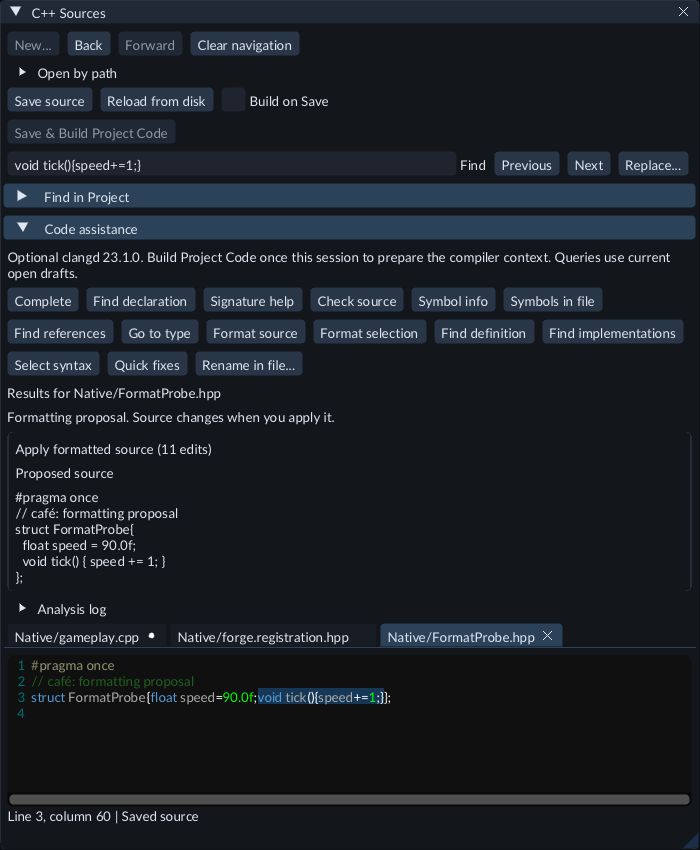 C++ Sources
New... Back Forward Clear navigation
Open by path
Save source Reload from disk Build on Save
Save & Build Project Code
void tick(){speed+=1;} Find Previous Next Replace...
Find in Project
Code assistance
Optional clangd 23.1.0. Build Project Code once this session to prepare the compiler context. Queries use current
open drafts.
Complete Find declaration Signature help Check source Symbol info Symbols in file
Find references Go to type Format source Format selection Find definition Find implementations
Select syntax Quick fixes Rename in file...
Results for Native/FormatProbe.hpp
Formatting proposal. Source changes when you apply it.
Apply formatted source (11 edits)
Proposed source
#pragma once
// café: formatting proposal
struct FormatProbe{
  float speed = 90.0f;
  void tick() { speed += 1; }
};
Analysis log
Native/gameplay.cpp Native/forge.registration.hpp Native/FormatProbe.hpp
1 #pragma once
2 // café: formatting proposal
3 struct FormatProbe{float speed=90.0f;void tick(){speed+=1;}};
4
Line 3, column 60 | Saved source